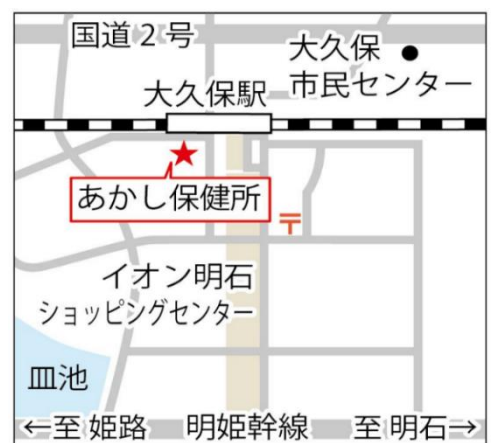 国道２号
大久保
市民センター
大久保駅
あかし保健所
〒
イオン明石
ショッピングセンター
皿池
←至 姫路　明姫幹線　至 明石→